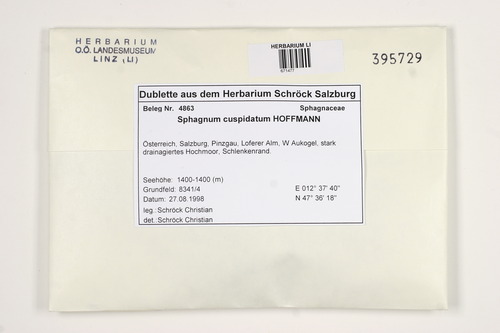 HERBARIUM
O.Ö. LANDESMUSEUM
LINZ (LI)
HERBARIUM LI
671477
395729
Dublette aus dem Herbarium Schröck Salzburg
Beleg Nr. 4863 Sphagnaceae
Sphagnum cuspidatum HOFFMANN
Österreich, Salzburg, Pinzgau, Loferer Alm, W Aukogel, stark
drainagiertes Hochmoor, Schlenkenrand.
Seehöhe: 1400-1400 (m)
Grundfeld: 8341/4 E 012° 37' 40"
Datum: 27.08.1998 N 47° 36' 18"
leg. Schröck Christian
det. Schröck Christian